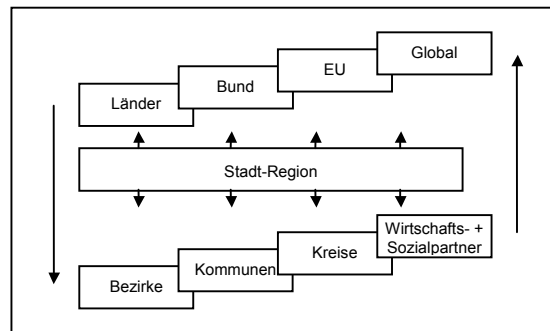 Global
EU
Bund
Länder
Stadt-Region
Wirtschafts- +
Sozialpartner
Kreise
Kommunen
Bezirke